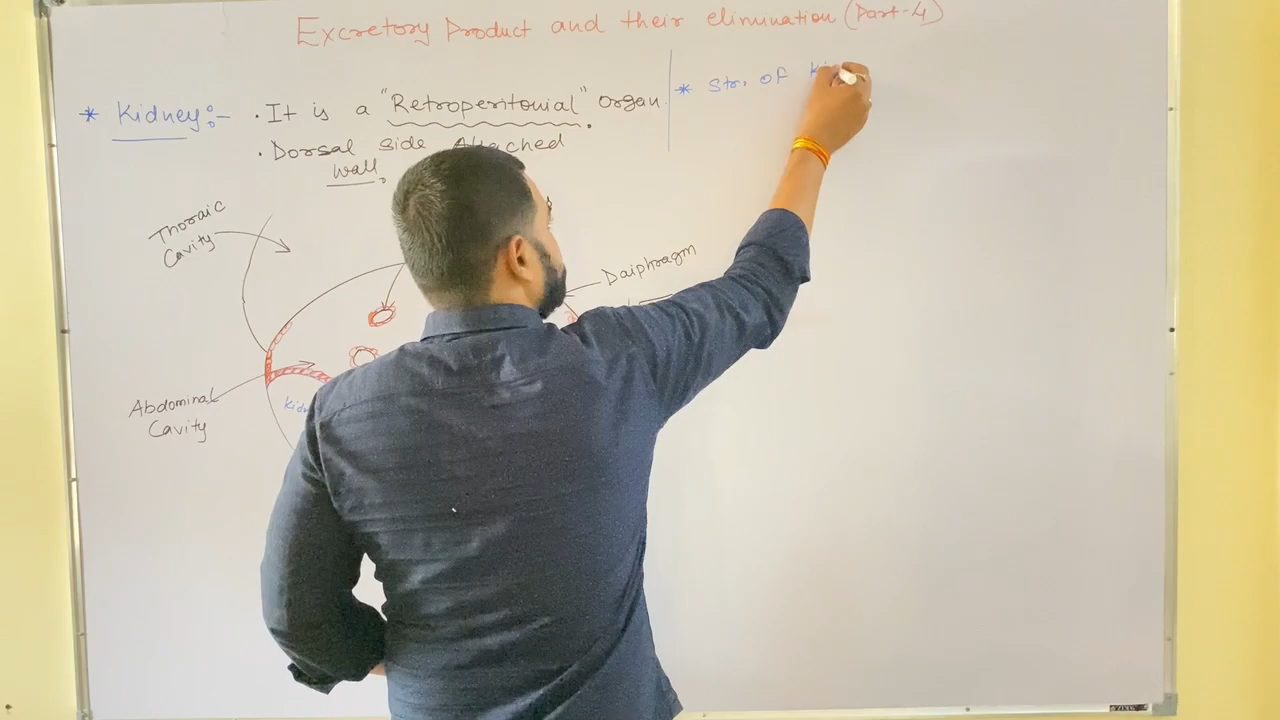 Excretory Product and their elimination (Part-4)
* Kidney:- . It is a "Retroperitonial" organ.
. Dorsal side Attached
Wall.
* Str. of
Thoraic
Cavity
Daiphragm
Abdominal
Cavity